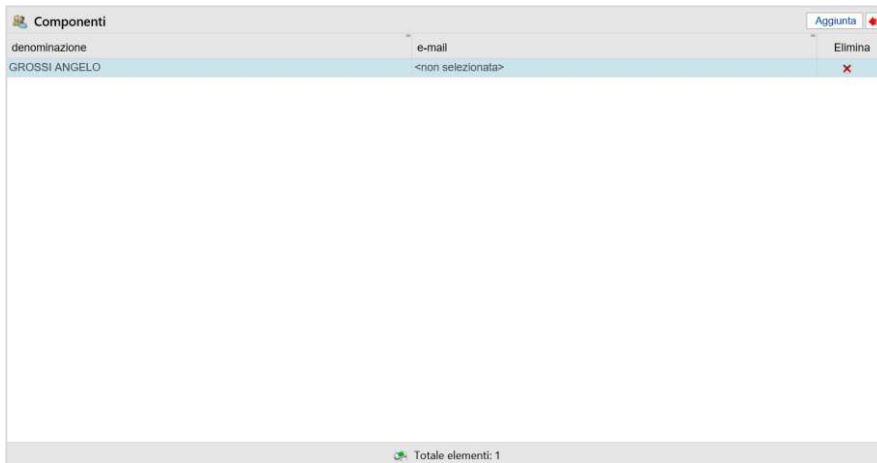 Componenti Aggiunta
denominazione e-mail Elimina
GROSSI ANGELO <non selezionata>
Totale elementi: 1